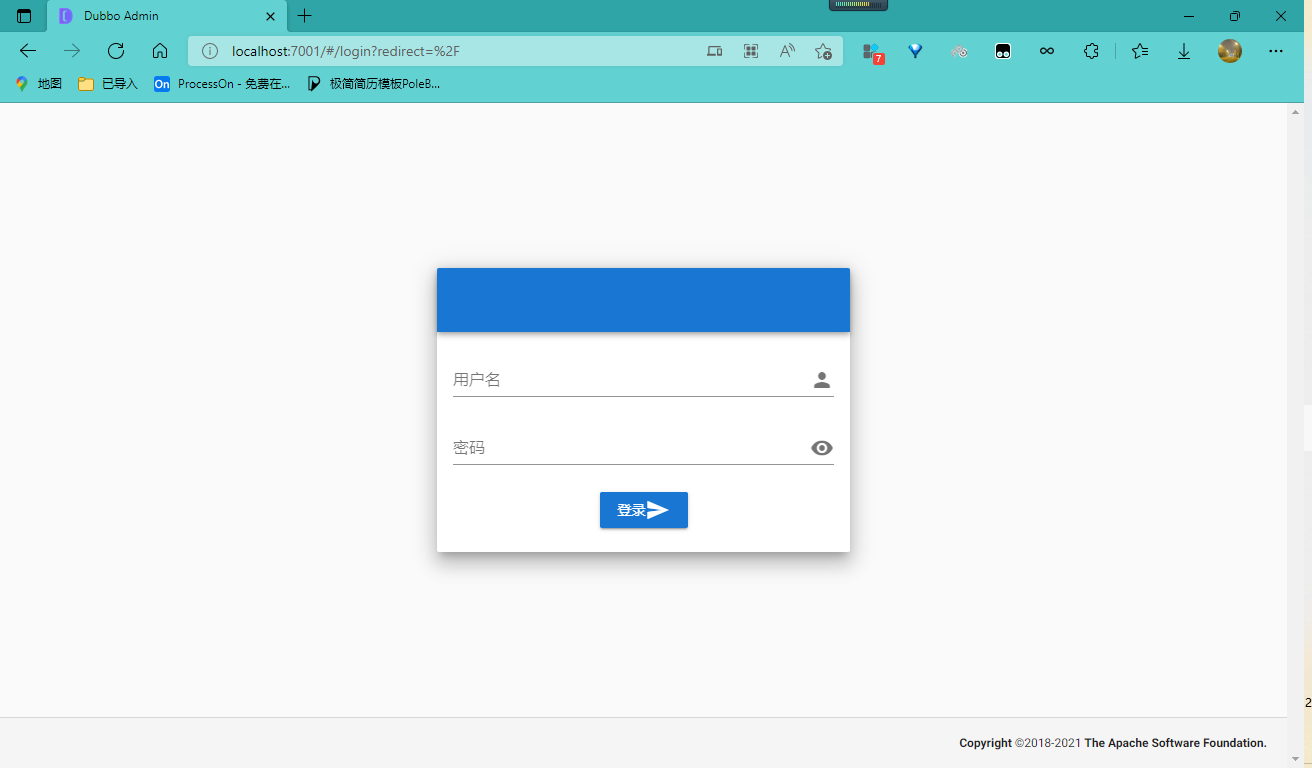 Dubbo Admin
localhost:7001/#/login?redirect=%2F
7
地图 已导入 On ProcessOn - 免费在... 极简简历模板PoleB...
用户名
密码
登录
2
Copyright ©2018-2021 The Apache Software Foundation.